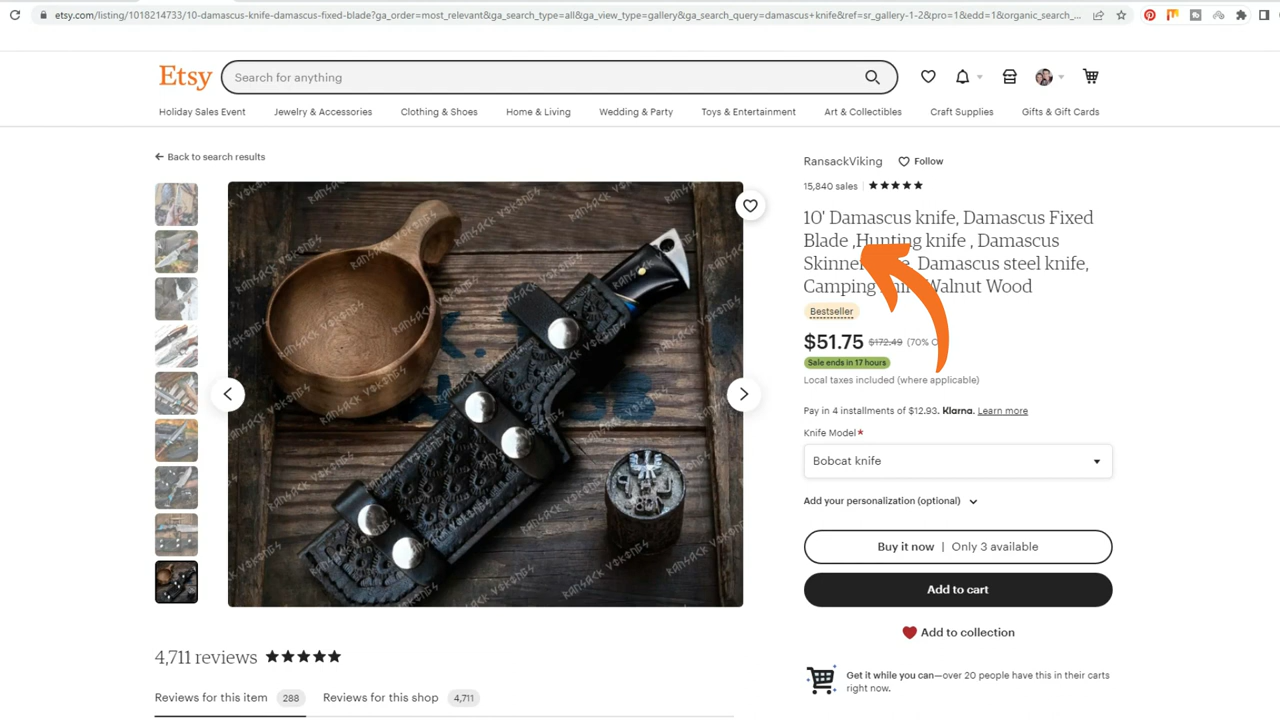 etsy.com/listing/1018214733/10-damascus-knife-damascus-fixed-blade?ga_order=most_relevant&ga_search_type=all&ga_view_type=gallery&ga_search_query=damascus+knife&ref=sr_gallery-1-2&pro=1&edd=1&organic_search_...
Etsy
Search for anything
Holiday Sales Event
Jewelry & Accessories
Clothing & Shoes
Home & Living
Wedding & Party
Toys & Entertainment
Art & Collectibles
Craft Supplies
Gifts & Gift Cards
Back to search results
RANSACK VIKINGS
RansackViking
Follow
15,840 sales
10' Damascus knife, Damascus Fixed
Blade ,Hunting knife , Damascus
Skinner Damascus steel knife,
Camping Walnut Wood
Bestseller
$51.75 $172.49 (70%
Sale ends in 17 hours
Local taxes included (where applicable)
Pay in 4 installments of $12.93. Klarna. Learn more
Knife Model*
Bobcat knife
Add your personalization (optional)
Buy it now | Only 3 available
Add to cart
Add to collection
Get it while you can—over 20 people have this in their carts
right now.
4,711 reviews
Reviews for this item 288
Reviews for this shop 4,711